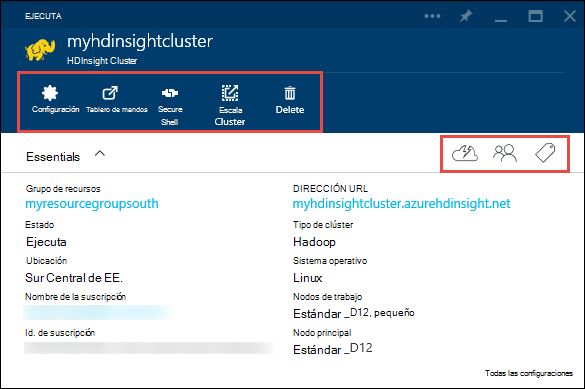 EJECUTA
myhdinsightcluster
HDInsight Cluster
Configuración Tablero de mandos Secure Shell Escala Cluster Delete
Essentials
Grupo de recursos
myresourcegroupsouth
DIRECCIÓN URL
myhdinsightcluster.azurehdinsight.net
Estado
Ejecuta
Tipo de clúster
Hadoop
Ubicación
Sur Central de EE.
Sistema operativo
Linux
Nombre de la suscripción
Nodos de trabajo
Estándar _D12, pequeño
Id. de suscripción
Nodo principal
Estándar _D12
Todas las configuraciones